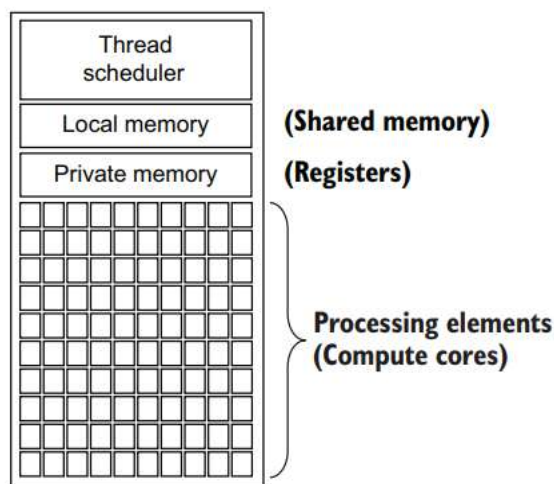 Thread
scheduler
Local memory
(Shared memory)
Private memory
(Registers)
Processing elements
(Compute cores)